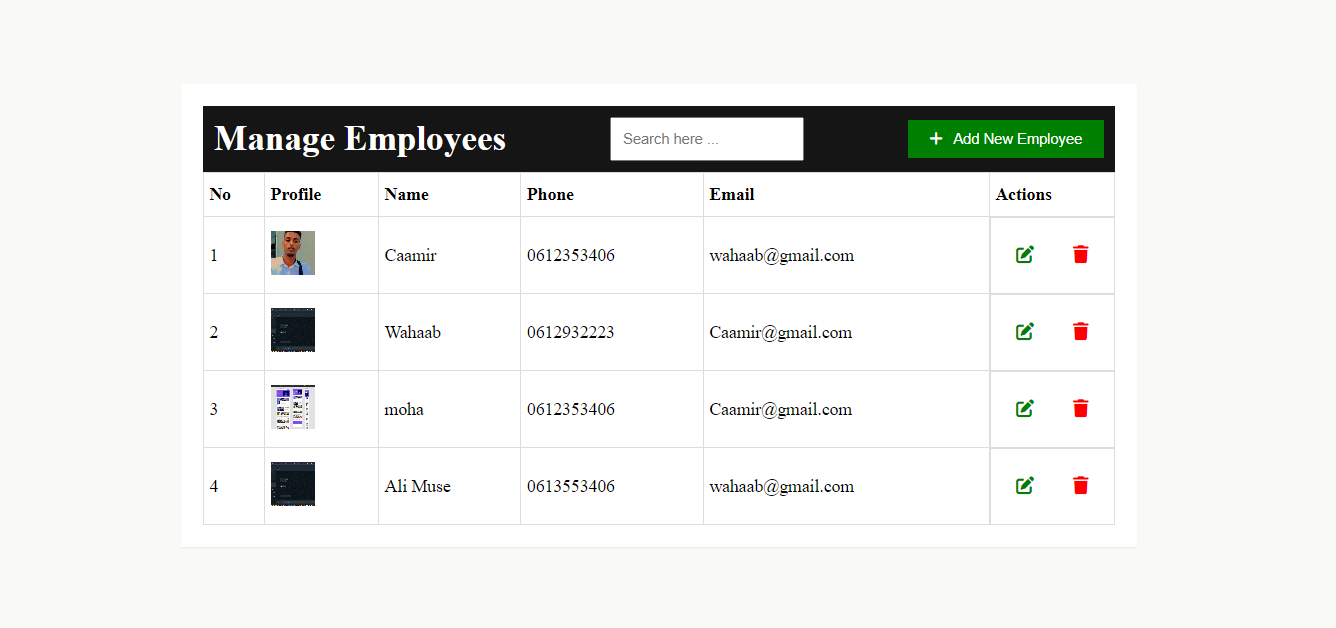 Manage Employees Search here ... Add New Employee
No Profile Name Phone Email Actions
1 Caamir 0612353406 wahaab@gmail.com
2 Wahaab 0612932223 Caamir@gmail.com
3 moha 0612353406 Caamir@gmail.com
4 Ali Muse 0613553406 wahaab@gmail.com